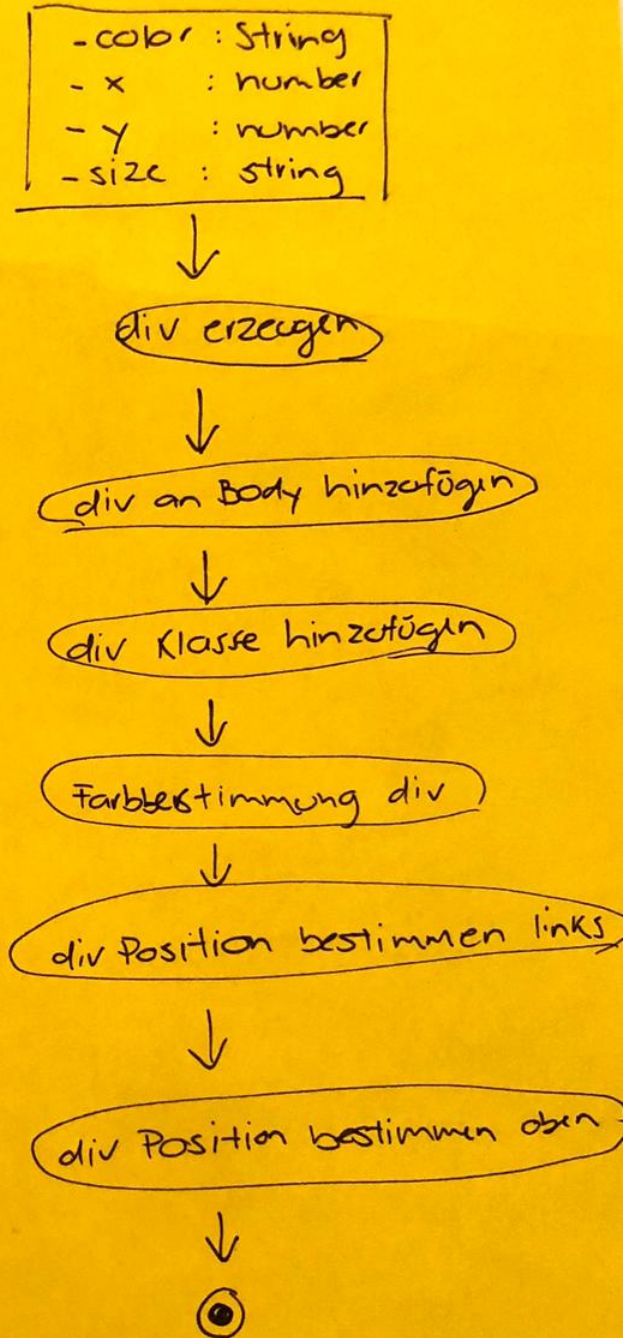 - color : String
- x : number
- y : number
- size : string
div erzeugen
div an Body hinzufügen
div Klasse hinzufügen
Farbbestimmung div
div Position bestimmen links
div Position bestimmen oben